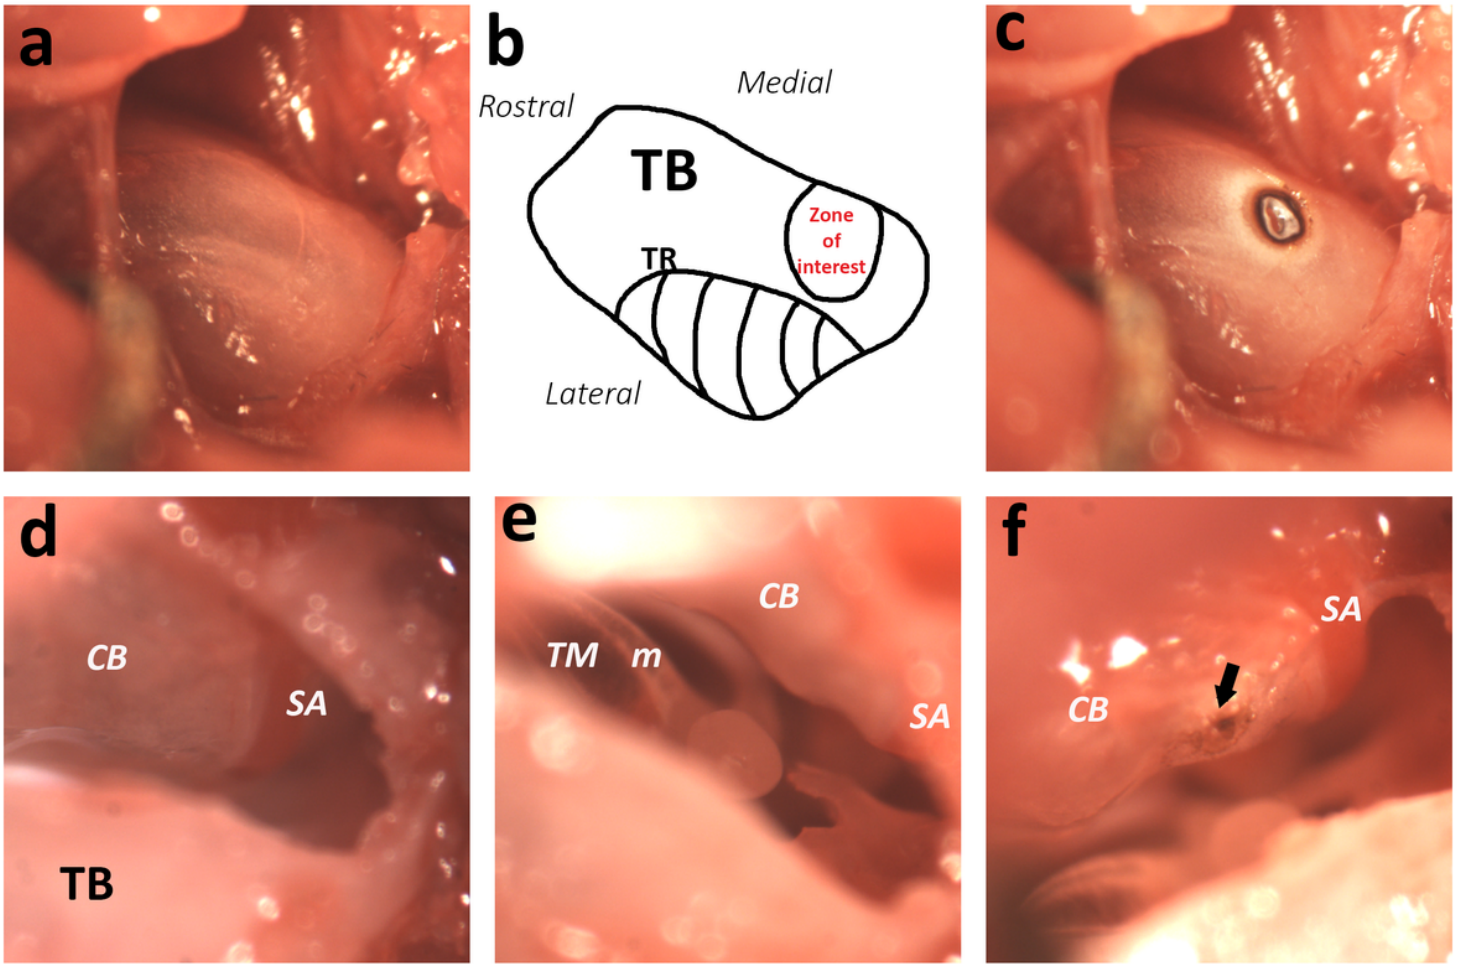 a
b
c
Rostral
Medial
TB
Zone
of
interest
TR
Lateral
d
CB
SA
TB
e
CB
TM m
SA
f
SA
CB